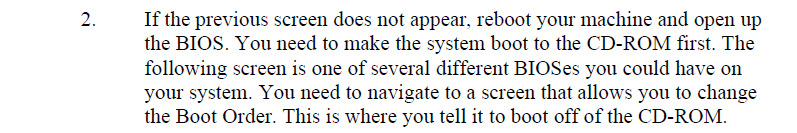 2. If the previous screen does not appear, reboot your machine and open up
the BIOS. You need to make the system boot to the CD-ROM first. The
following screen is one of several different BIOSes you could have on
your system. You need to navigate to a screen that allows you to change
the Boot Order. This is where you tell it to boot off of the CD-ROM.